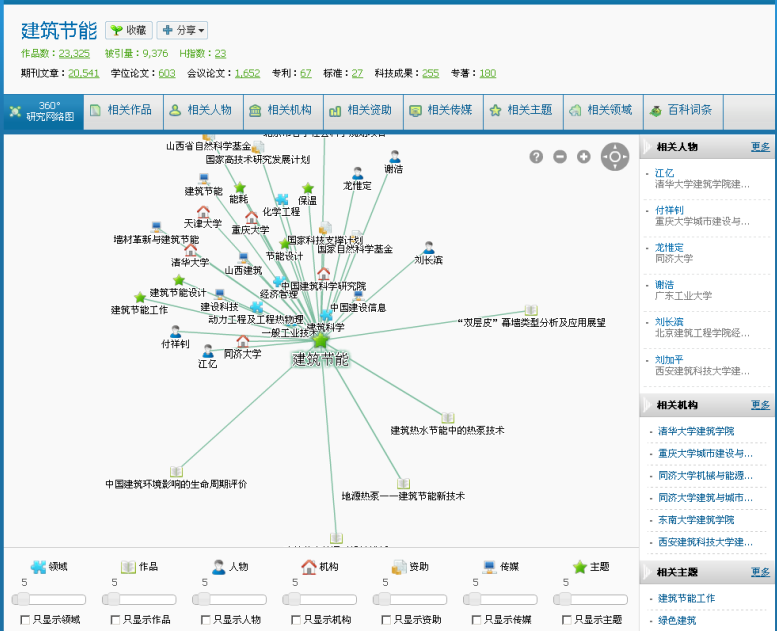 建筑节能 收藏 分享
作品数：23,325 被引量：9,376 H指数：23
期刊文章：20,541 学位论文：603 会议论文：1,652 专利：67 标准：27 科技成果：255 专著：180
360°
研究网络图
相关作品 相关人物 相关机构 相关资助 相关传媒 相关主题 相关领域 百科词条
山西省自然科学基金
国家高技术研究发展计划
谢浩
龙惟定
建筑节能
能耗
保温
化学工程
天津大学
重庆大学
墙材革新与建筑节能
国家科技支撑计划
国家自然科学基金
清华大学
节能设计
刘长滨
山西建筑
中国建筑科学研究院
建筑节能设计
经济管理
建筑节能工作
建设科技
中国建设信息
动力工程及工程热物理
建筑科学
“双层皮”幕墙类型分析及应用展望
一般工业技术
付祥钊
同济大学
江亿
建筑节能
建筑热水节能中的热泵技术
中国建筑环境影响的生命周期评价
地源热泵——建筑节能新技术
领域 作品 人物 机构 资助 传媒 主题
5 5 5 5 5 5 5
只显示领域 只显示作品 只显示人物 只显示机构 只显示资助 只显示传媒 只显示主题
相关人物 更多
江亿
清华大学建筑学院建...
付祥钊
重庆大学城市建设与...
龙惟定
同济大学
谢浩
广东工业大学
刘长滨
北京建筑工程学院经...
刘加平
西安建筑科技大学建...
相关机构 更多
清华大学建筑学院
重庆大学城市建设与...
同济大学机械与能源...
同济大学建筑与城市...
东南大学建筑学院
西安建筑科技大学建...
相关主题 更多
建筑节能工作
绿色建筑